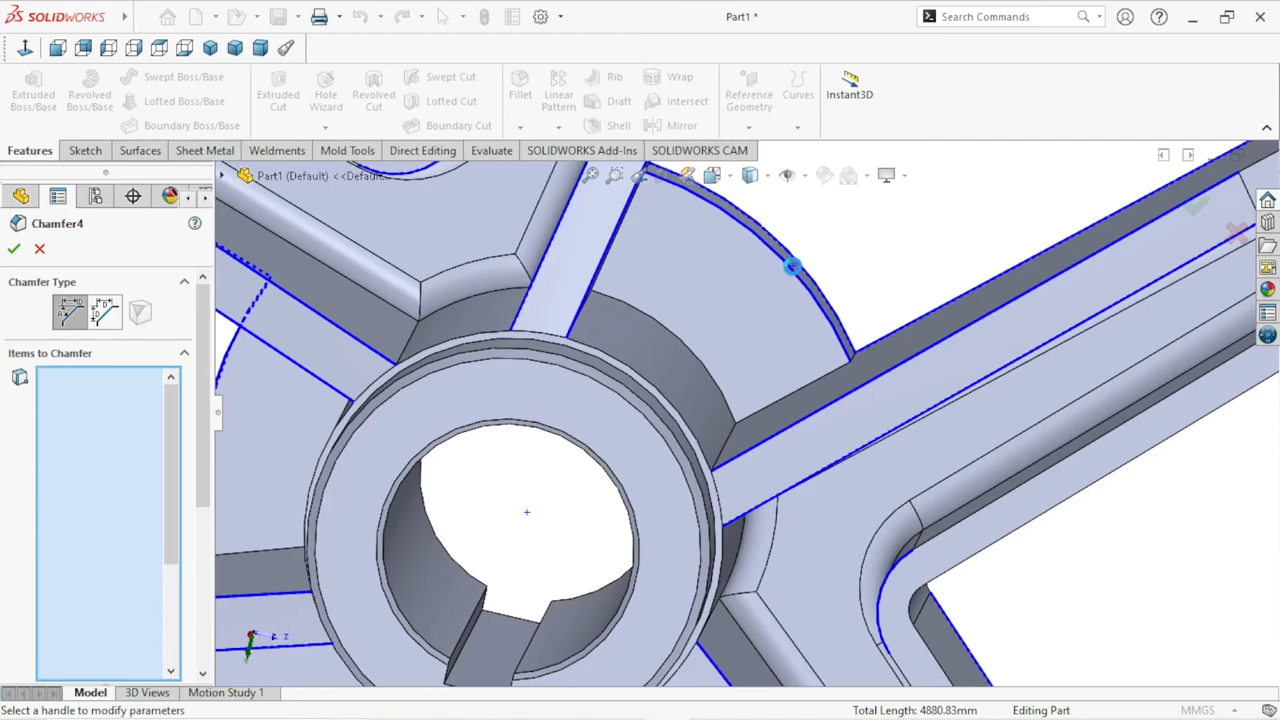 SOLIDWORKS
Part1 *
Search Commands
Extruded Boss/Base
Revolved Boss/Base
Swept Boss/Base
Lofted Boss/Base
Boundary Boss/Base
Extruded Cut
Hole Wizard
Revolved Cut
Swept Cut
Lofted Cut
Boundary Cut
Fillet
Linear Pattern
Rib
Draft
Shell
Wrap
Intersect
Mirror
Reference Geometry
Curves
Instant3D
Features Sketch Surfaces Sheet Metal Weldments Mold Tools Direct Editing Evaluate SOLIDWORKS Add-Ins SOLIDWORKS CAM
Part1 (Default) <<Default...
Chamfer4
Chamfer Type
Items to Chamfer
z
Model 3D Views Motion Study 1
Select a handle to modify parameters Total Length: 4880.83mm Editing Part MMGS